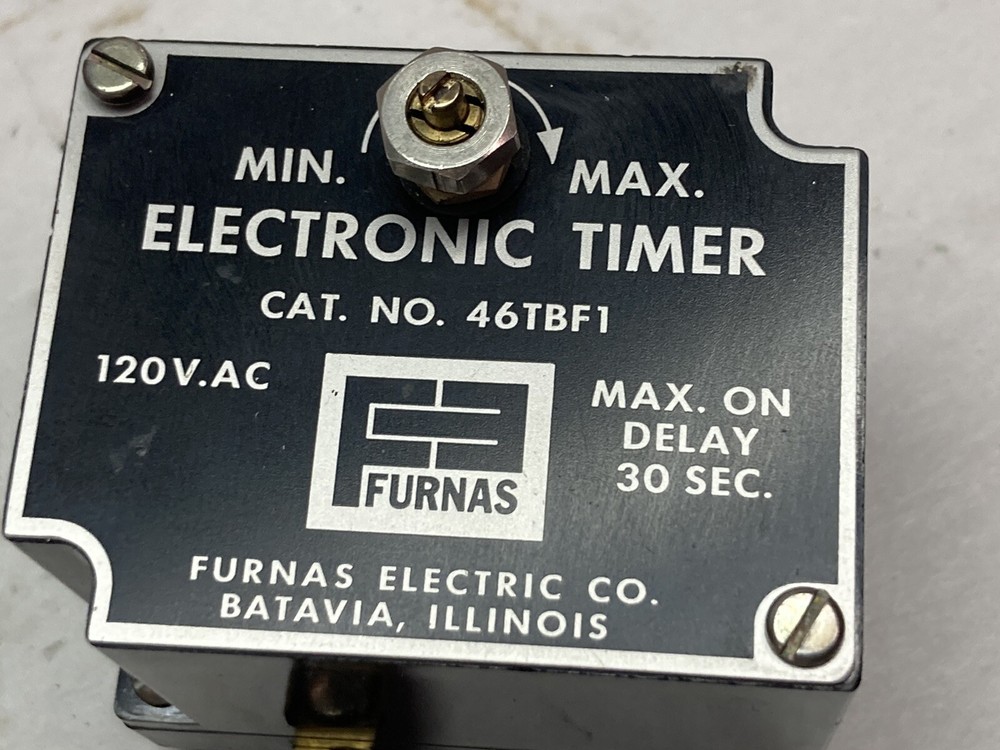 MIN. MAX.
ELECTRONIC TIMER
CAT. NO. 46TBF1
120V.AC
MAX. ON
DELAY
30 SEC.
FURNAS
FURNAS ELECTRIC CO.
BATAVIA, ILLINOIS